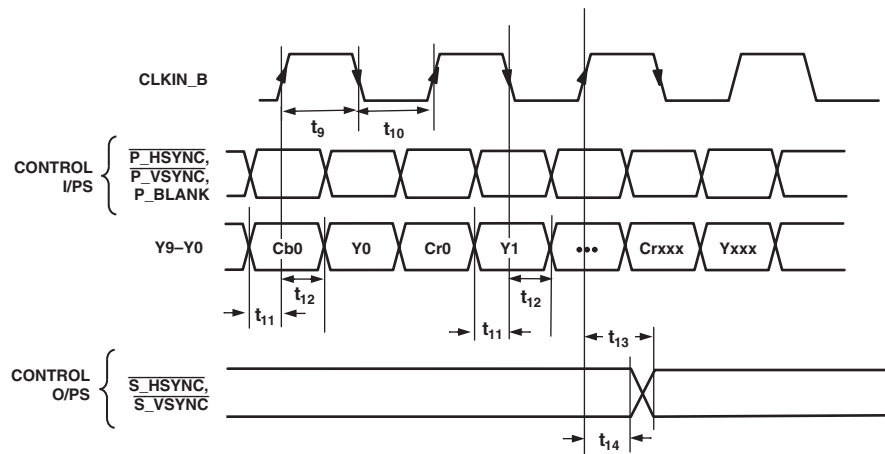 CLKIN_B
t9
t10
CONTROL
I/PS
P_HSYNC,
P_VSYNC,
P_BLANK
Y9–Y0
Cb0
Y0
Cr0
Y1
•••
Crxxx
Yxxx
t12
t12
t11
t11
t13
CONTROL
O/PS
S_HSYNC,
S_VSYNC
t14